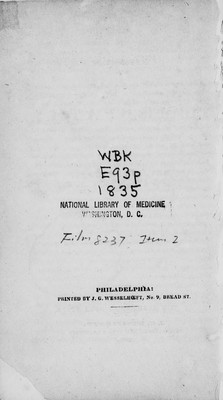 WBK
E93p
1835
NATIONAL LIBRARY OF MEDICINE
WASHINGTON, D. C.
Film 8237 Item 2
PHILADELPHIA:
PRINTED BY J. G. WESSELHŒFT, No 9, BREAD ST.